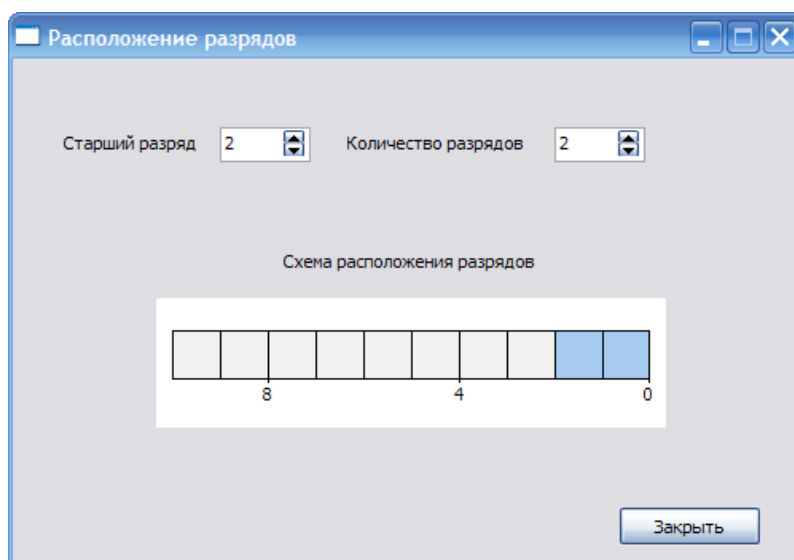 Расположение разрядов
Старший разряд 2 Количество разрядов 2
Схема расположения разрядов
8 4 0
Закрыть